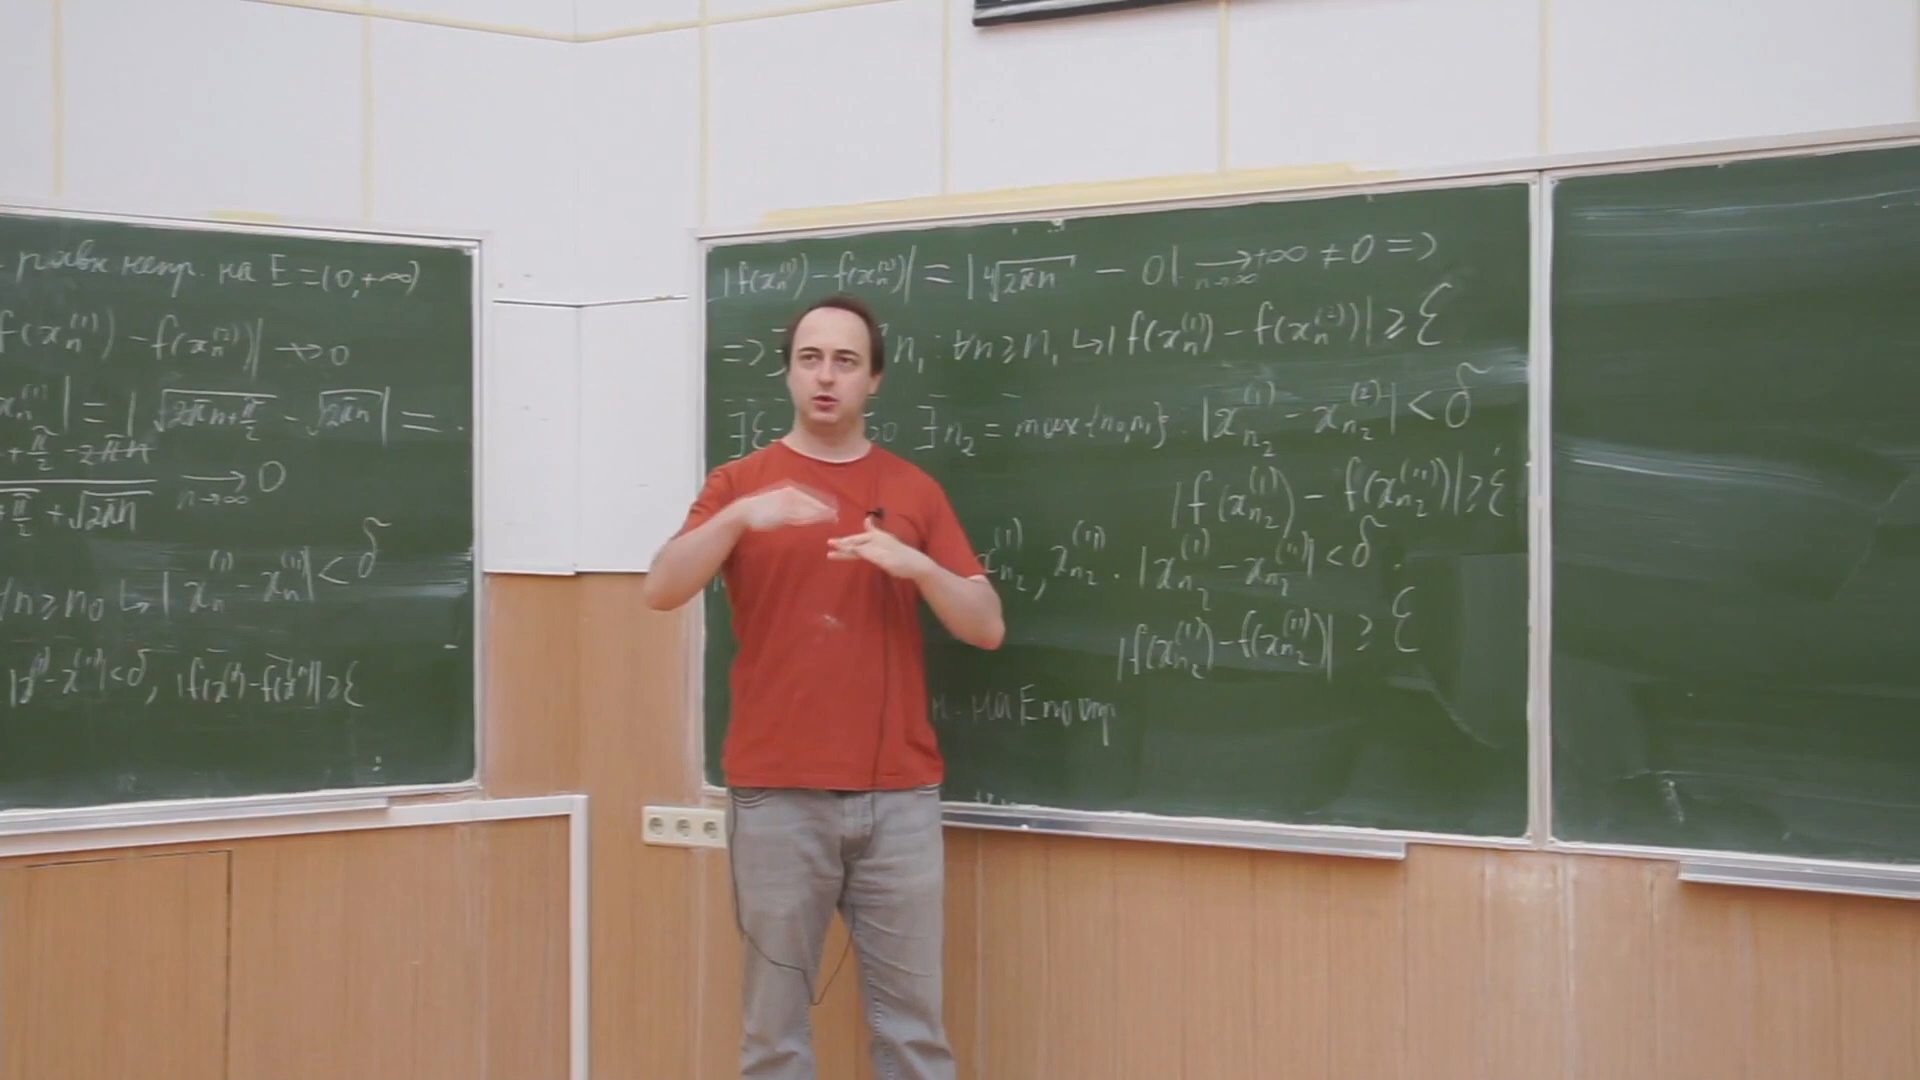 равн непр. на E = (0, +∞)
f(x_n^{(1)}) - f(x_n^{(2)})| ↛ 0
x_n^{(1)}| = |√(2πn + π/2) - √(2πn)| =
+ π/2 - 2πn
+ π/2 + √(2πn) →_{n→∞} 0
∀n ≥ n_0 ↪ |x_n^{(1)} - x_n^{(11)}| < δ
|x^{(1)} - x^{(11)}| < δ, |f(x^{(1)}) - f(x^{(11)})| ≥ ε
|f(x_n^{(1)}) - f(x_n^{(2)})| = |∜(2πn) - 0| →_{n→∞} +∞ ≠ 0 =>
=> ∃ n_1 : ∀n ≥ n_1 ↪ |f(x_n^{(1)}) - f(x_n^{(2)})| ≥ ε
∃ε = ∃n_2 = max{n_0, n_1} : |x_{n_2}^{(1)} - x_{n_2}^{(2)}| < δ
|f(x_{n_2}^{(1)}) - f(x_{n_2}^{(11)})| ≥ ε
x_{n_2}^{(1)}, x_{n_2}^{(11)} : |x_{n_2}^{(1)} - x_{n_2}^{(11)}| < δ
|f(x_{n_2}^{(1)}) - f(x_{n_2}^{(11)})| ≥ ε
н. на E по опр